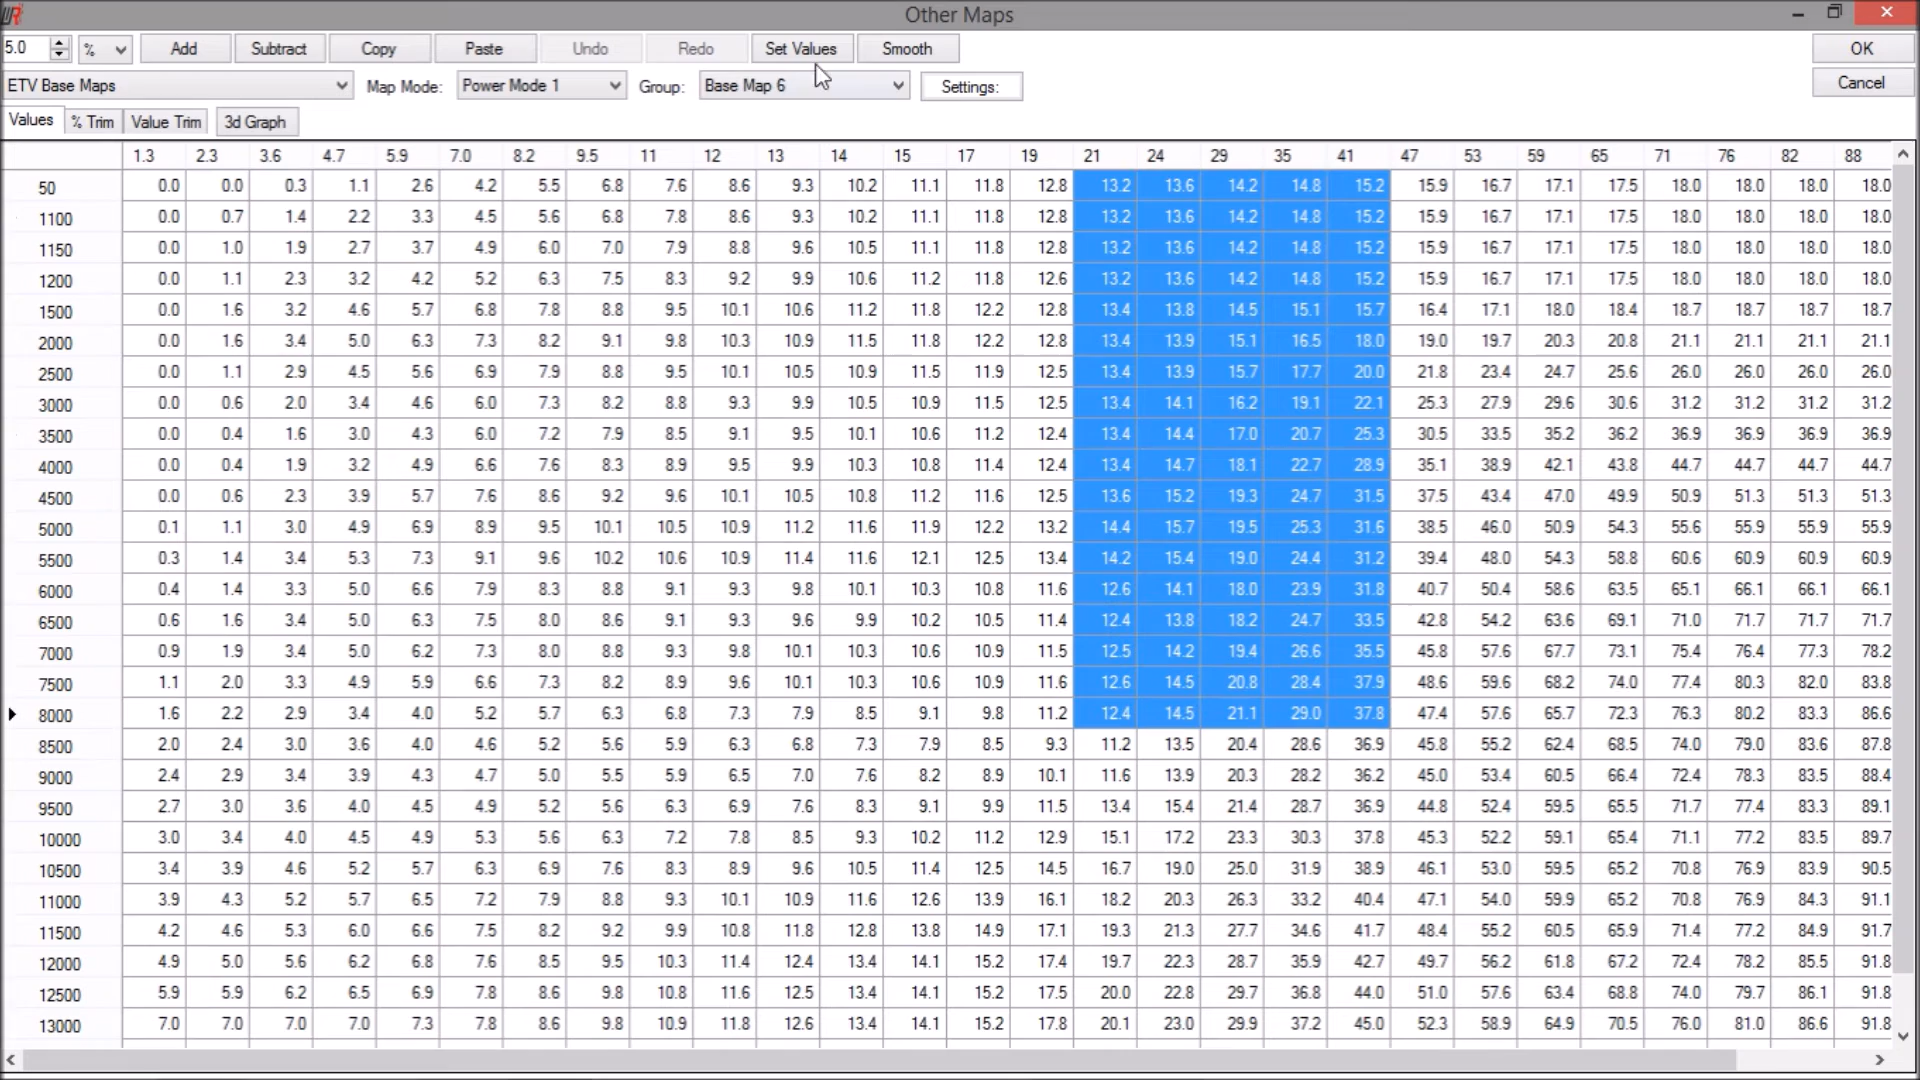 Other Maps
5.0 % Add Subtract Copy Paste Undo Redo Set Values Smooth OK
ETV Base Maps Map Mode: Power Mode 1 Group: Base Map 6 Settings: Cancel
Values % Trim Value Trim 3d Graph
1.3 2.3 3.6 4.7 5.9 7.0 8.2 9.5 11 12 13 14 15 17 19 21 24 29 35 41 47 53 59 65 71 76 82 88
50 0.0 0.0 0.3 1.1 2.6 4.2 5.5 6.8 7.6 8.6 9.3 10.2 11.1 11.8 12.8 13.2 13.6 14.2 14.8 15.2 15.9 16.7 17.1 17.5 18.0 18.0 18.0 18.0
1100 0.0 0.7 1.4 2.2 3.3 4.5 5.6 6.8 7.8 8.6 9.3 10.2 11.1 11.8 12.8 13.2 13.6 14.2 14.8 15.2 15.9 16.7 17.1 17.5 18.0 18.0 18.0 18.0
1150 0.0 1.0 1.9 2.7 3.7 4.9 6.0 7.0 7.9 8.8 9.6 10.5 11.1 11.8 12.8 13.2 13.6 14.2 14.8 15.2 15.9 16.7 17.1 17.5 18.0 18.0 18.0 18.0
1200 0.0 1.1 2.3 3.2 4.2 5.2 6.3 7.5 8.3 9.2 9.9 10.6 11.2 11.8 12.6 13.2 13.6 14.2 14.8 15.2 15.9 16.7 17.1 17.5 18.0 18.0 18.0 18.0
1500 0.0 1.6 3.2 4.6 5.7 6.8 7.8 8.8 9.5 10.1 10.6 11.2 11.8 12.2 12.8 13.4 13.8 14.5 15.1 15.7 16.4 17.1 18.0 18.4 18.7 18.7 18.7 18.7
2000 0.0 1.6 3.4 5.0 6.3 7.3 8.2 9.1 9.8 10.3 10.9 11.5 11.8 12.2 12.8 13.4 13.9 15.1 16.5 18.0 19.0 19.7 20.3 20.8 21.1 21.1 21.1 21.1
2500 0.0 1.1 2.9 4.5 5.6 6.9 7.9 8.8 9.5 10.1 10.5 10.9 11.5 11.9 12.5 13.4 13.9 15.7 17.7 20.0 21.8 23.4 24.7 25.6 26.0 26.0 26.0 26.0
3000 0.0 0.6 2.0 3.4 4.6 6.0 7.3 8.2 8.8 9.3 9.9 10.5 10.9 11.5 12.5 13.4 14.1 16.2 19.1 22.1 25.3 27.9 29.6 30.6 31.2 31.2 31.2 31.2
3500 0.0 0.4 1.6 3.0 4.3 6.0 7.2 7.9 8.5 9.1 9.5 10.1 10.6 11.2 12.4 13.4 14.4 17.0 20.7 25.3 30.5 33.5 35.2 36.2 36.9 36.9 36.9 36.9
4000 0.0 0.4 1.9 3.2 4.9 6.6 7.6 8.3 8.9 9.5 9.9 10.3 10.8 11.4 12.4 13.4 14.7 18.1 22.7 28.9 35.1 38.9 42.1 43.8 44.7 44.7 44.7 44.7
4500 0.0 0.6 2.3 3.9 5.7 7.6 8.6 9.2 9.6 10.1 10.5 10.8 11.2 11.6 12.5 13.6 15.2 19.3 24.7 31.5 37.5 43.4 47.0 49.9 50.9 51.3 51.3 51.3
5000 0.1 1.1 3.0 4.9 6.9 8.9 9.5 10.1 10.5 10.9 11.2 11.6 11.9 12.2 13.2 14.4 15.7 19.5 25.3 31.6 38.5 46.0 50.9 54.3 55.6 55.9 55.9 55.9
5500 0.3 1.4 3.4 5.3 7.3 9.1 9.6 10.2 10.6 10.9 11.4 11.6 12.1 12.5 13.4 14.2 15.4 19.0 24.4 31.2 39.4 48.0 54.3 58.8 60.6 60.9 60.9 60.9
6000 0.4 1.4 3.3 5.0 6.6 7.9 8.3 8.8 9.1 9.3 9.8 10.1 10.3 10.8 11.6 12.6 14.1 18.0 23.9 31.8 40.7 50.4 58.6 63.5 65.1 66.1 66.1 66.1
6500 0.6 1.6 3.4 5.0 6.3 7.5 8.0 8.6 9.1 9.3 9.6 9.9 10.2 10.5 11.4 12.4 13.8 18.2 24.7 33.5 42.8 54.2 63.6 69.1 71.0 71.7 71.7 71.7
7000 0.9 1.9 3.4 5.0 6.2 7.3 8.0 8.8 9.3 9.8 10.1 10.3 10.6 10.9 11.5 12.5 14.2 19.4 26.6 35.5 45.8 57.6 67.7 73.1 75.4 76.4 77.3 78.2
7500 1.1 2.0 3.3 4.9 5.9 6.6 7.3 8.2 8.9 9.6 10.1 10.3 10.6 10.9 11.6 12.6 14.5 20.8 28.4 37.9 48.6 59.6 68.2 74.0 77.4 80.3 82.0 83.8
8000 1.6 2.2 2.9 3.4 4.0 5.2 5.7 6.3 6.8 7.3 7.9 8.5 9.1 9.8 11.2 12.4 14.5 21.1 29.0 37.8 47.4 57.6 65.7 72.3 76.3 80.2 83.3 86.6
8500 2.0 2.4 3.0 3.6 4.0 4.6 5.2 5.6 5.9 6.3 6.8 7.3 7.9 8.5 9.3 11.2 13.5 20.4 28.6 36.9 45.8 55.2 62.4 68.5 74.0 79.0 83.6 87.8
9000 2.4 2.9 3.4 3.9 4.3 4.7 5.0 5.5 5.9 6.5 7.0 7.6 8.2 8.9 10.1 11.6 13.9 20.3 28.2 36.2 45.0 53.4 60.5 66.4 72.4 78.3 83.5 88.4
9500 2.7 3.0 3.6 4.0 4.5 4.9 5.2 5.6 6.3 6.9 7.6 8.3 9.1 9.9 11.5 13.4 15.4 21.4 28.7 36.9 44.8 52.4 59.5 65.5 71.7 77.4 83.3 89.1
10000 3.0 3.4 4.0 4.5 4.9 5.3 5.6 6.3 7.2 7.8 8.5 9.3 10.2 11.2 12.9 15.1 17.2 23.3 30.3 37.8 45.3 52.2 59.1 65.4 71.1 77.2 83.5 89.7
10500 3.4 3.9 4.6 5.2 5.7 6.3 6.9 7.6 8.3 8.9 9.6 10.5 11.4 12.5 14.5 16.7 19.0 25.0 31.9 38.9 46.1 53.0 59.5 65.2 70.8 76.9 83.9 90.5
11000 3.9 4.3 5.2 5.7 6.5 7.2 7.9 8.8 9.3 10.1 10.9 11.6 12.6 13.9 16.1 18.2 20.3 26.3 33.2 40.4 47.1 54.0 59.9 65.2 70.8 76.9 84.3 91.1
11500 4.2 4.6 5.3 6.0 6.6 7.5 8.2 9.2 9.9 10.8 11.8 12.8 13.8 14.9 17.1 19.3 21.3 27.7 34.6 41.7 48.4 55.2 60.5 65.9 71.4 77.2 84.9 91.7
12000 4.9 5.0 5.6 6.2 6.8 7.6 8.5 9.5 10.3 11.4 12.4 13.4 14.1 15.2 17.4 19.7 22.3 28.7 35.9 42.7 49.7 56.2 61.8 67.2 72.4 78.2 85.5 91.8
12500 5.9 5.9 6.2 6.5 6.9 7.8 8.6 9.8 10.8 11.6 12.5 13.4 14.1 15.2 17.5 20.0 22.8 29.7 36.8 44.0 51.0 57.6 63.4 68.8 74.0 79.7 86.1 91.8
13000 7.0 7.0 7.0 7.0 7.3 7.8 8.6 9.8 10.9 11.8 12.6 13.4 14.1 15.2 17.8 20.1 23.0 29.9 37.2 45.0 52.3 58.9 64.9 70.5 76.0 81.0 86.6 91.8